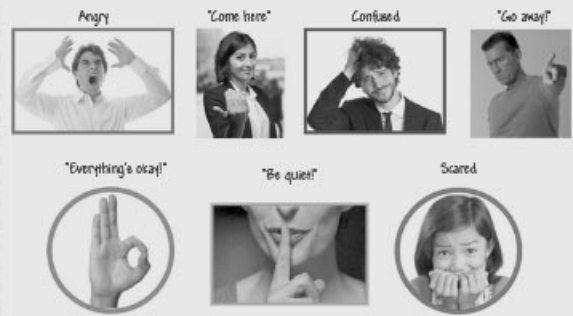 Angry
"Come here"
Confused
"Go away!"
"Everything's okay!"
"Be quiet!"
Scared